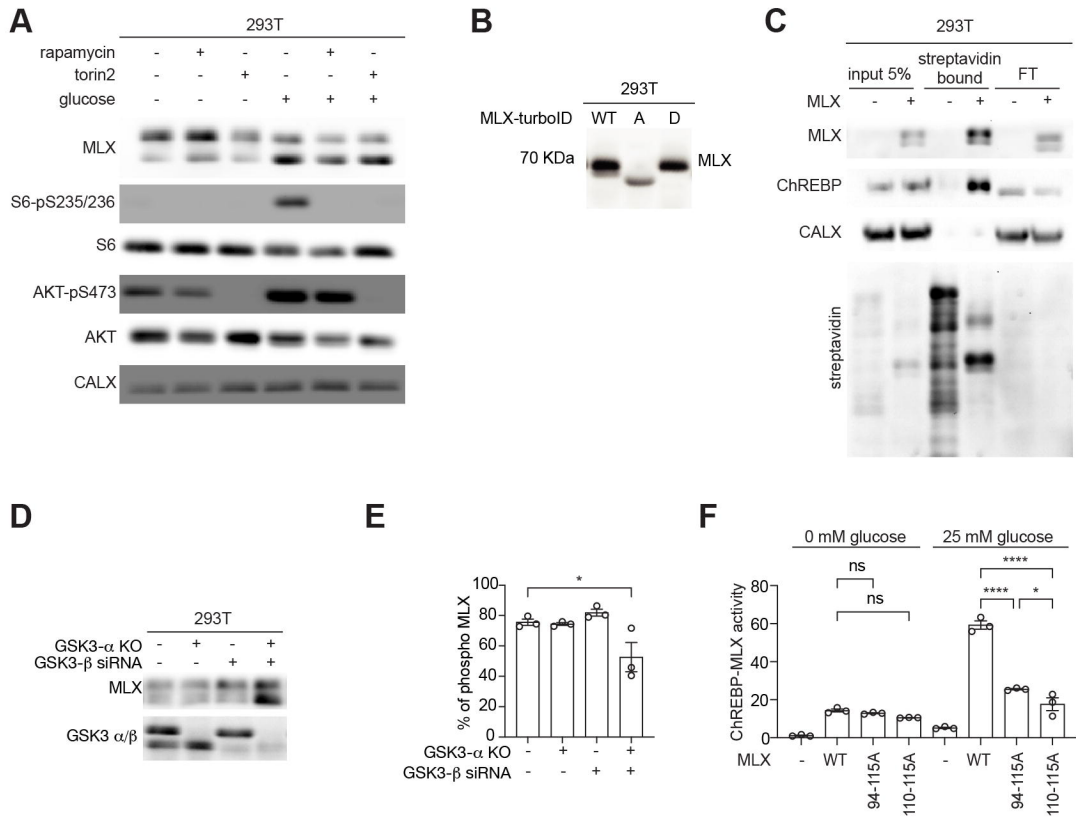 A
293T
rapamycin - + - - + -
torin2 - - + - - +
glucose - - - + + +
MLX
S6-pS235/236
S6
AKT-pS473
AKT
CALX
B
293T
MLX-turboID WT A D
70 KDa
MLX
C
293T
input 5% streptavidin bound FT
MLX - + - + - +
MLX
ChREBP
CALX
streptavidin
D
293T
GSK3-α KO - + - +
GSK3-β siRNA - - + +
MLX
GSK3 α/β
E
*
% of phospho MLX
100
80
60
40
20
0
GSK3-α KO - + - +
GSK3-β siRNA - - + +
F
0 mM glucose 25 mM glucose
ns
ns
****
**** *
ChREBP-MLX activity
80
60
40
20
0
MLX - WT 94-115A 110-115A - WT 94-115A 110-115A